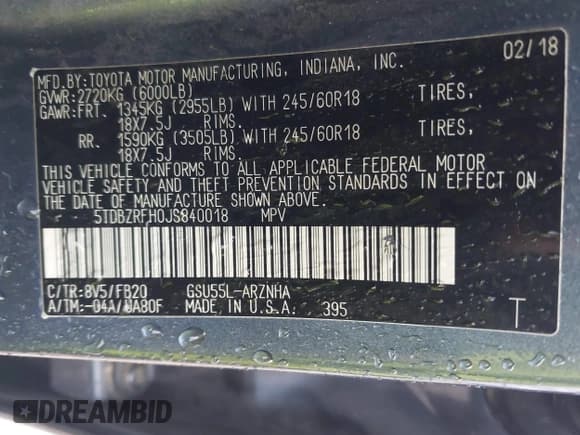 MFD.BY:TOYOTA MOTOR MANUFACTURING, INDIANA, INC. 02/18
GVWR:2720KG (6000LB)
GAWR:FRT. 1345KG (2955LB) WITH 245/60R18 TIRES,
18X7.5J RIMS.
RR. 1590KG (3505LB) WITH 245/60R18 TIRES,
18X7.5J RIMS.
THIS VEHICLE CONFORMS TO ALL APPLICABLE FEDERAL MOTOR
VEHICLE SAFETY AND THEFT PREVENTION STANDARDS IN EFFECT ON
THE DATE OF MANUFACTURE SHOWN ABOVE.
5TDBZRFH0JS840018 MPV
C/TR:8V5/FB20 GSU55L-ARZNHA
A/TM:-04A/UA80F MADE IN U.S.A. 395 T
DREAMBID